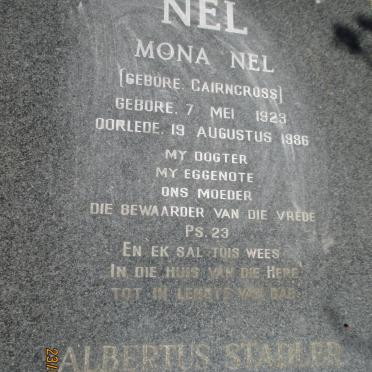 NEL
MONA NEL
(GEBORE CAIRNCROSS)
GEBORE 7 MEI 1923
OORLEDE 19 AUGUSTUS 1986
MY DOGTER
MY EGGENOTE
ONS MOEDER
DIE BEWAARDER VAN DIE VREDE
PS. 23
EN EK SAL TUIS WEES
IN DIE HUIS VAN DIE HERE
TOT IN LENGTE VAN DAE
ALBERTUS STADLER